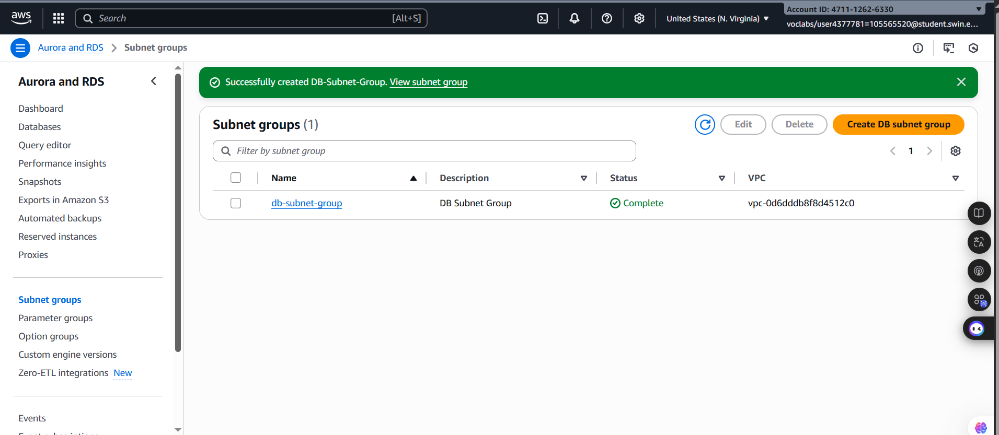 aws
Search [Alt+S]
United States (N. Virginia)
Account ID: 4711-1262-6330
voclabs/user4377781=105565520@student.swin.e...
Aurora and RDS > Subnet groups
Aurora and RDS
Dashboard
Databases
Query editor
Performance insights
Snapshots
Exports in Amazon S3
Automated backups
Reserved instances
Proxies
Subnet groups
Parameter groups
Option groups
Custom engine versions
Zero-ETL integrations New
Events
Successfully created DB-Subnet-Group. View subnet group
Subnet groups (1)
Edit
Delete
Create DB subnet group
Filter by subnet group
1
Name Description Status VPC
db-subnet-group DB Subnet Group Complete vpc-0d6dddb8f8d4512c0